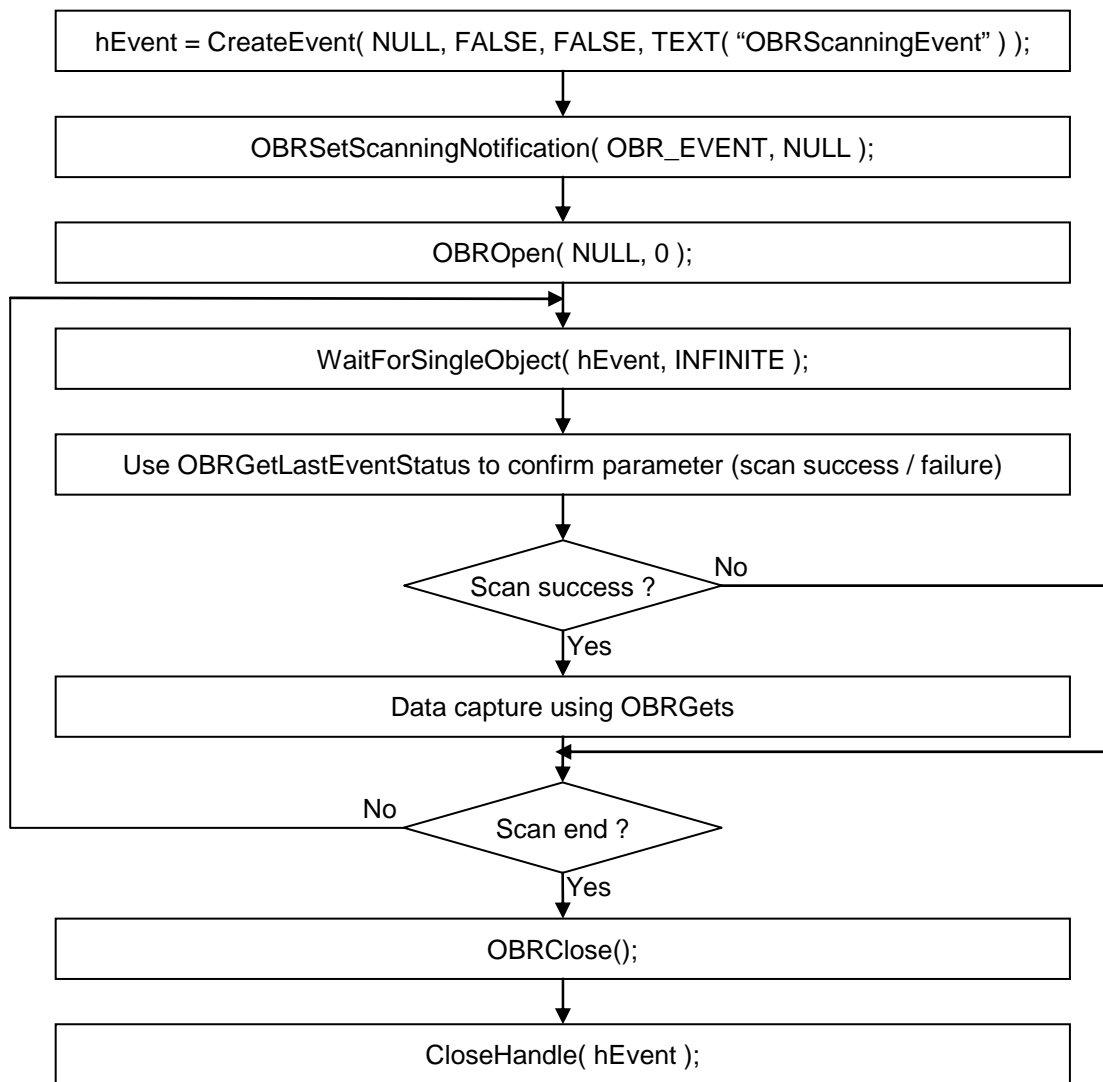 hEvent = CreateEvent( NULL, FALSE, FALSE, TEXT( “OBRScanningEvent” ) );
OBRSetScanningNotification( OBR_EVENT, NULL );
OBROpen( NULL, 0 );
WaitForSingleObject( hEvent, INFINITE );
Use OBRGetLastEventStatus to confirm parameter (scan success / failure)
Scan success ?
No
Yes
Data capture using OBRGets
No
Scan end ?
Yes
OBRClose();
CloseHandle( hEvent );